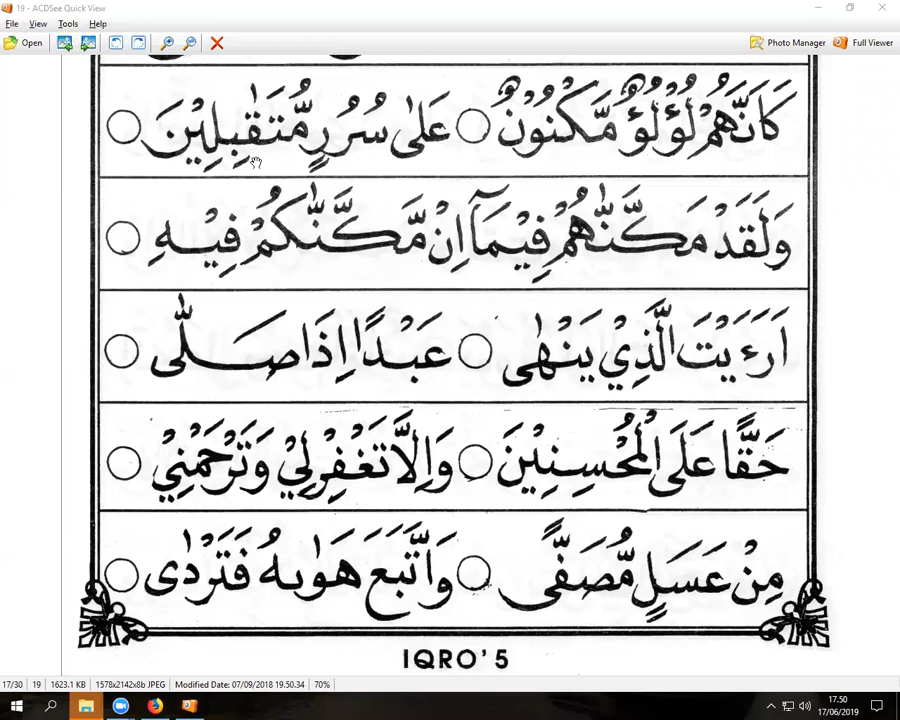 19 - ACDSee Quick View
File View Tools Help
Open Photo Manager Full Viewer
كَاَنَّهُمْ لُؤْلُؤٌ مَّكْنُوْنٌ ○ عَلٰى سُرُرٍ مُّتَقٰبِلِيْنَ ○
وَلَقَدْ مَكَّنّٰهُمْ فِيْمَآ اِنْ مَّكَّنّٰكُمْ فِيْهِ ○
اَرَءَيْتَ الَّذِيْ يَنْهٰى ○ عَبْدًا اِذَا صَلّٰى ○
حَقًّا عَلَى الْمُحْسِنِيْنَ ○ وَاِلَّا تَغْفِرْلِيْ وَتَرْحَمْنِيْ ○
مِنْ عَسَلٍ مُّصَفًّى ○ وَاتَّبَعَ هَوٰىهُ فَتَرْدٰى ○
IQRO' 5
17/30 19 1623.1 KB 1578x2142x8b JPEG Modified Date: 07/09/2018 19.50.34 70%
17.50
17/06/2019